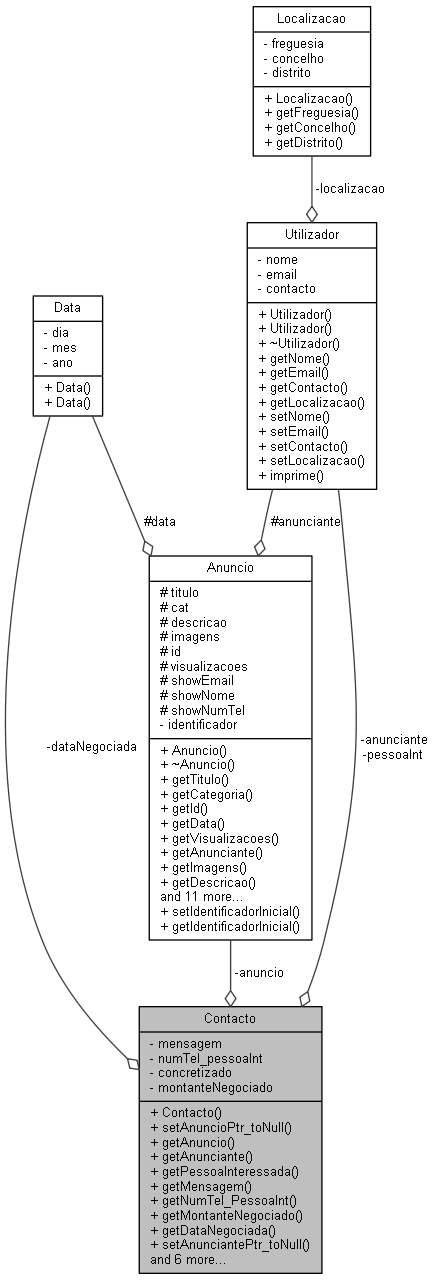 Localizacao
- freguesia
- concelho
- distrito
+ Localizacao()
+ getFreguesia()
+ getConcelho()
+ getDistrito()
-localizacao
Utilizador
- nome
- email
- contacto
+ Utilizador()
+ Utilizador()
+ ~Utilizador()
+ getNome()
+ getEmail()
+ getContacto()
+ getLocalizacao()
+ setNome()
+ setEmail()
+ setContacto()
+ setLocalizacao()
+ imprime()
Data
- dia
- mes
- ano
+ Data()
+ Data()
#data
#anunciante
Anuncio
# titulo
# cat
# descricao
# imagens
# id
# visualizacoes
# showEmail
# showNome
# showNumTel
- identificador
+ Anuncio()
+ ~Anuncio()
+ getTitulo()
+ getCategoria()
+ getId()
+ getData()
+ getVisualizacoes()
+ getAnunciante()
+ getImagens()
+ getDescricao()
and 11 more...
+ setIdentificadorInicial()
+ getIdentificadorInicial()
-dataNegociada
-anunciante
-pessoaInt
-anuncio
Contacto
- mensagem
- numTel_pessoaInt
- concretizado
- montanteNegociado
+ Contacto()
+ setAnuncioPtr_toNull()
+ getAnuncio()
+ getAnunciante()
+ getPessoaInteressada()
+ getMensagem()
+ getNumTel_PessoaInt()
+ getMontanteNegociado()
+ getDataNegociada()
+ setAnunciantePtr_toNull()
and 6 more...